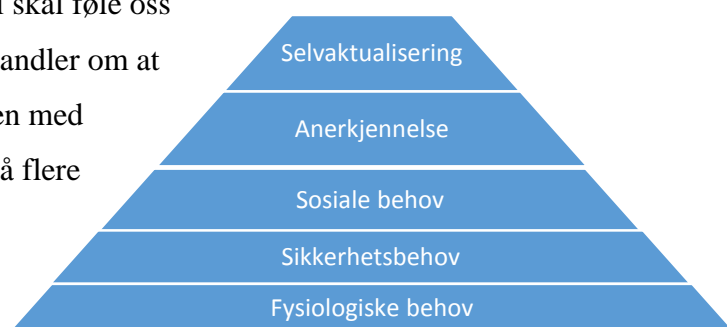 skal føle oss
andler om at
en med
å flere
Selvaktualisering
Anerkjennelse
Sosiale behov
Sikkerhetsbehov
Fysiologiske behov